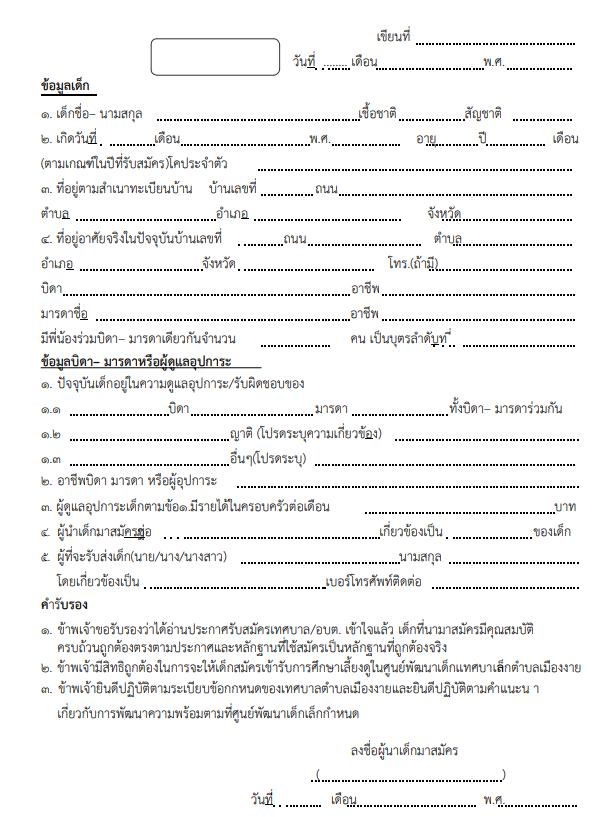 เขียนที่ ........................................
วันที่ ........ เดือน........................พ.ศ. ................
ข้อมูลเด็ก
๑. เด็กชื่อ– นามสกุล ........................................เชื้อชาติ ................สัญชาติ ................
๒. เกิดวันที่ . ............เดือน........................พ.ศ................. อายุ............ปี................ เดือน
(ตามเกณฑ์ในปีที่รับสมัคร)โคประจำตัว ........................................
๓. ที่อยู่ตามสำเนาทะเบียนบ้าน บ้านเลขที่ ............ ถนน........................................
ตำบล ................................อำเภอ ................................ จังหวัด................................
๔. ที่อยู่อาศัยจริงในปัจจุบันบ้านเลขที่ ............ถนน........................ ตำบล........................
อำเภอ ........................จังหวัด ........................ โทร.(ถ้ามี)................................
บิดา................................................อาชีพ ................................
มารดาชื่อ ................................................อาชีพ ................................
มีพี่น้องร่วมบิดา– มารดาเดียวกันจำนวน ................ คน เป็นบุตรลำดับที่ ........................
ข้อมูลบิดา– มารดาหรือผู้ดูแลอุปการะ
๑. ปัจจุบันเด็กอยู่ในความดูแลอุปการะ/รับผิดชอบของ
๑.๑ ........................บิดา ........................ มารดา ........................ทั้งบิดา– มารดาร่วมกัน
๑.๒ ................................ญาติ (โปรดระบุความเกี่ยวข้อง) ................................
๑.๓ ................................อื่นๆ(โปรดระบุ) ................................................
๒. อาชีพบิดา มารดา หรือผู้อุปการะ ................................................
๓. ผู้ดูแลอุปการะเด็กตามข้อ๑.มีรายได้ในครอบครัวต่อเดือน ................................บาท
๔ ผู้นำเด็กมาสมัครชื่อ . . ................................เกี่ยวข้องเป็น ................ของเด็ก
๕. ผู้ที่จะรับส่งเด็ก(นาย/นาง/นางสาว) ................................นามสกุล ................................
โดยเกี่ยวข้องเป็น ................................เบอร์โทรศัพท์ติดต่อ ................................
คำรับรอง
๑. ข้าพเจ้าขอรับรองว่าได้อ่านประกาศรับสมัครเทศบาล/อบต. เข้าใจแล้ว เด็กที่นามาสมัครมีคุณสมบัติ
ครบถ้วนถูกต้องตรงตามประกาศและหลักฐานที่ใช้สมัครเป็นหลักฐานที่ถูกต้องจริง
๒. ข้าพเจ้ามีสิทธิถูกต้องในการจะให้เด็กสมัครเข้ารับการศึกษาเลี้ยงดูในศูนย์พัฒนาเด็กแทศบาเล็กตำบลเมืองงาย
๓. ข้าพเจ้ายินดีปฏิบัติตามระเบียบข้อกกหนดของเทศบาลตำบลเมืองงายและยินดีปฏิบัติตามคำแนะน า
เกี่ยวกับการพัฒนาความพร้อมตามที่ศูนย์พัฒนาเด็กเล็กกำหนด
ลงชื่อผู้นาเด็กมาสมัคร
(........................................)
วันที่ . ........ เดือน........................ พ.ศ.................